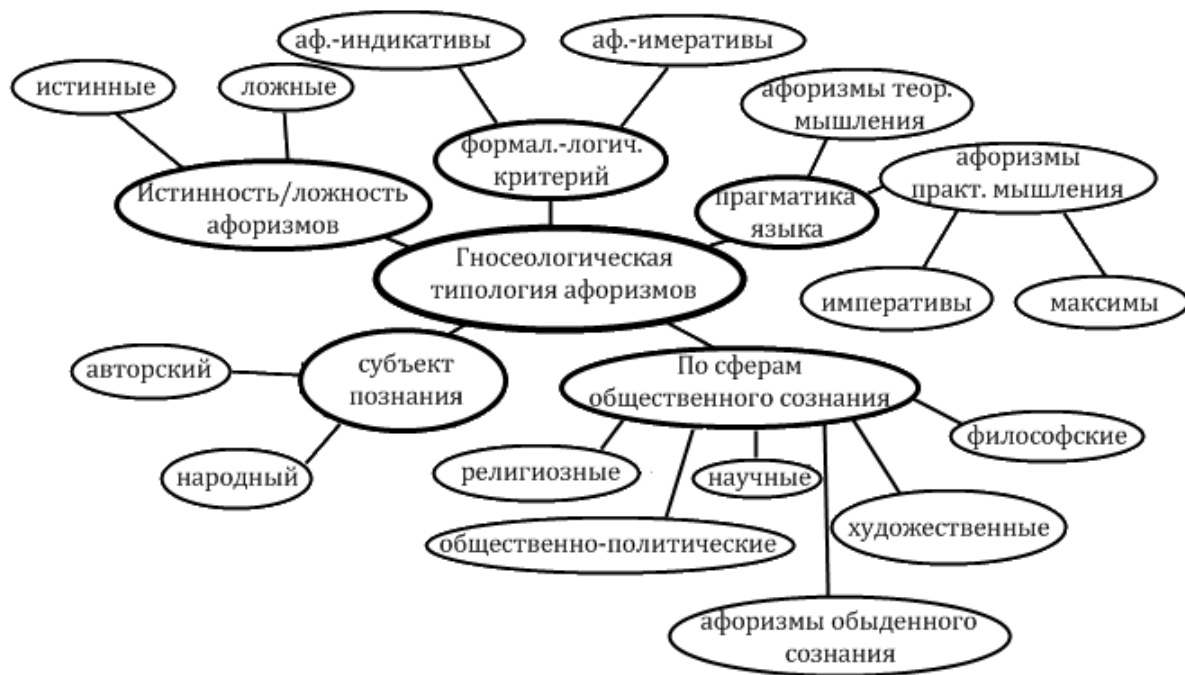 аф.-индикативы
аф.-имеративы
истинные
ложные
афоризмы теор.
мышления
формал.-логич.
критерий
афоризмы
практ. мышления
Истинность/ложность
афоризмов
прагматика
языка
Гносеологическая
типология афоризмов
императивы
максимы
авторский
субъект
познания
По сферам
общественного сознания
философские
народный
религиозные
научные
художественные
общественно-политические
афоризмы обыденного
сознания